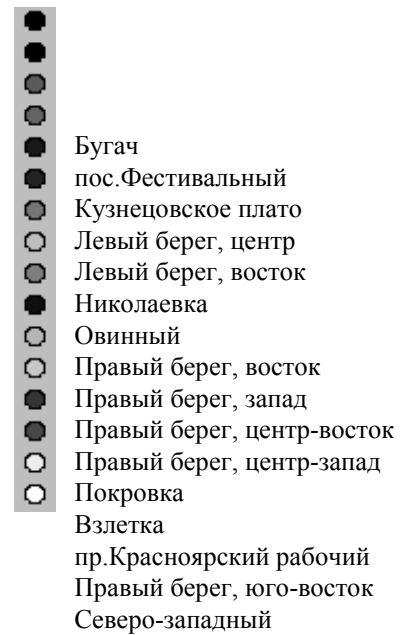 Бугач
пос.Фестивальный
Кузнецовское плато
Левый берег, центр
Левый берег, восток
Николаевка
Овинный
Правый берег, восток
Правый берег, запад
Правый берег, центр-восток
Правый берег, центр-запад
Покровка
Взлетка
пр.Красноярский рабочий
Правый берег, юго-восток
Северо-западный